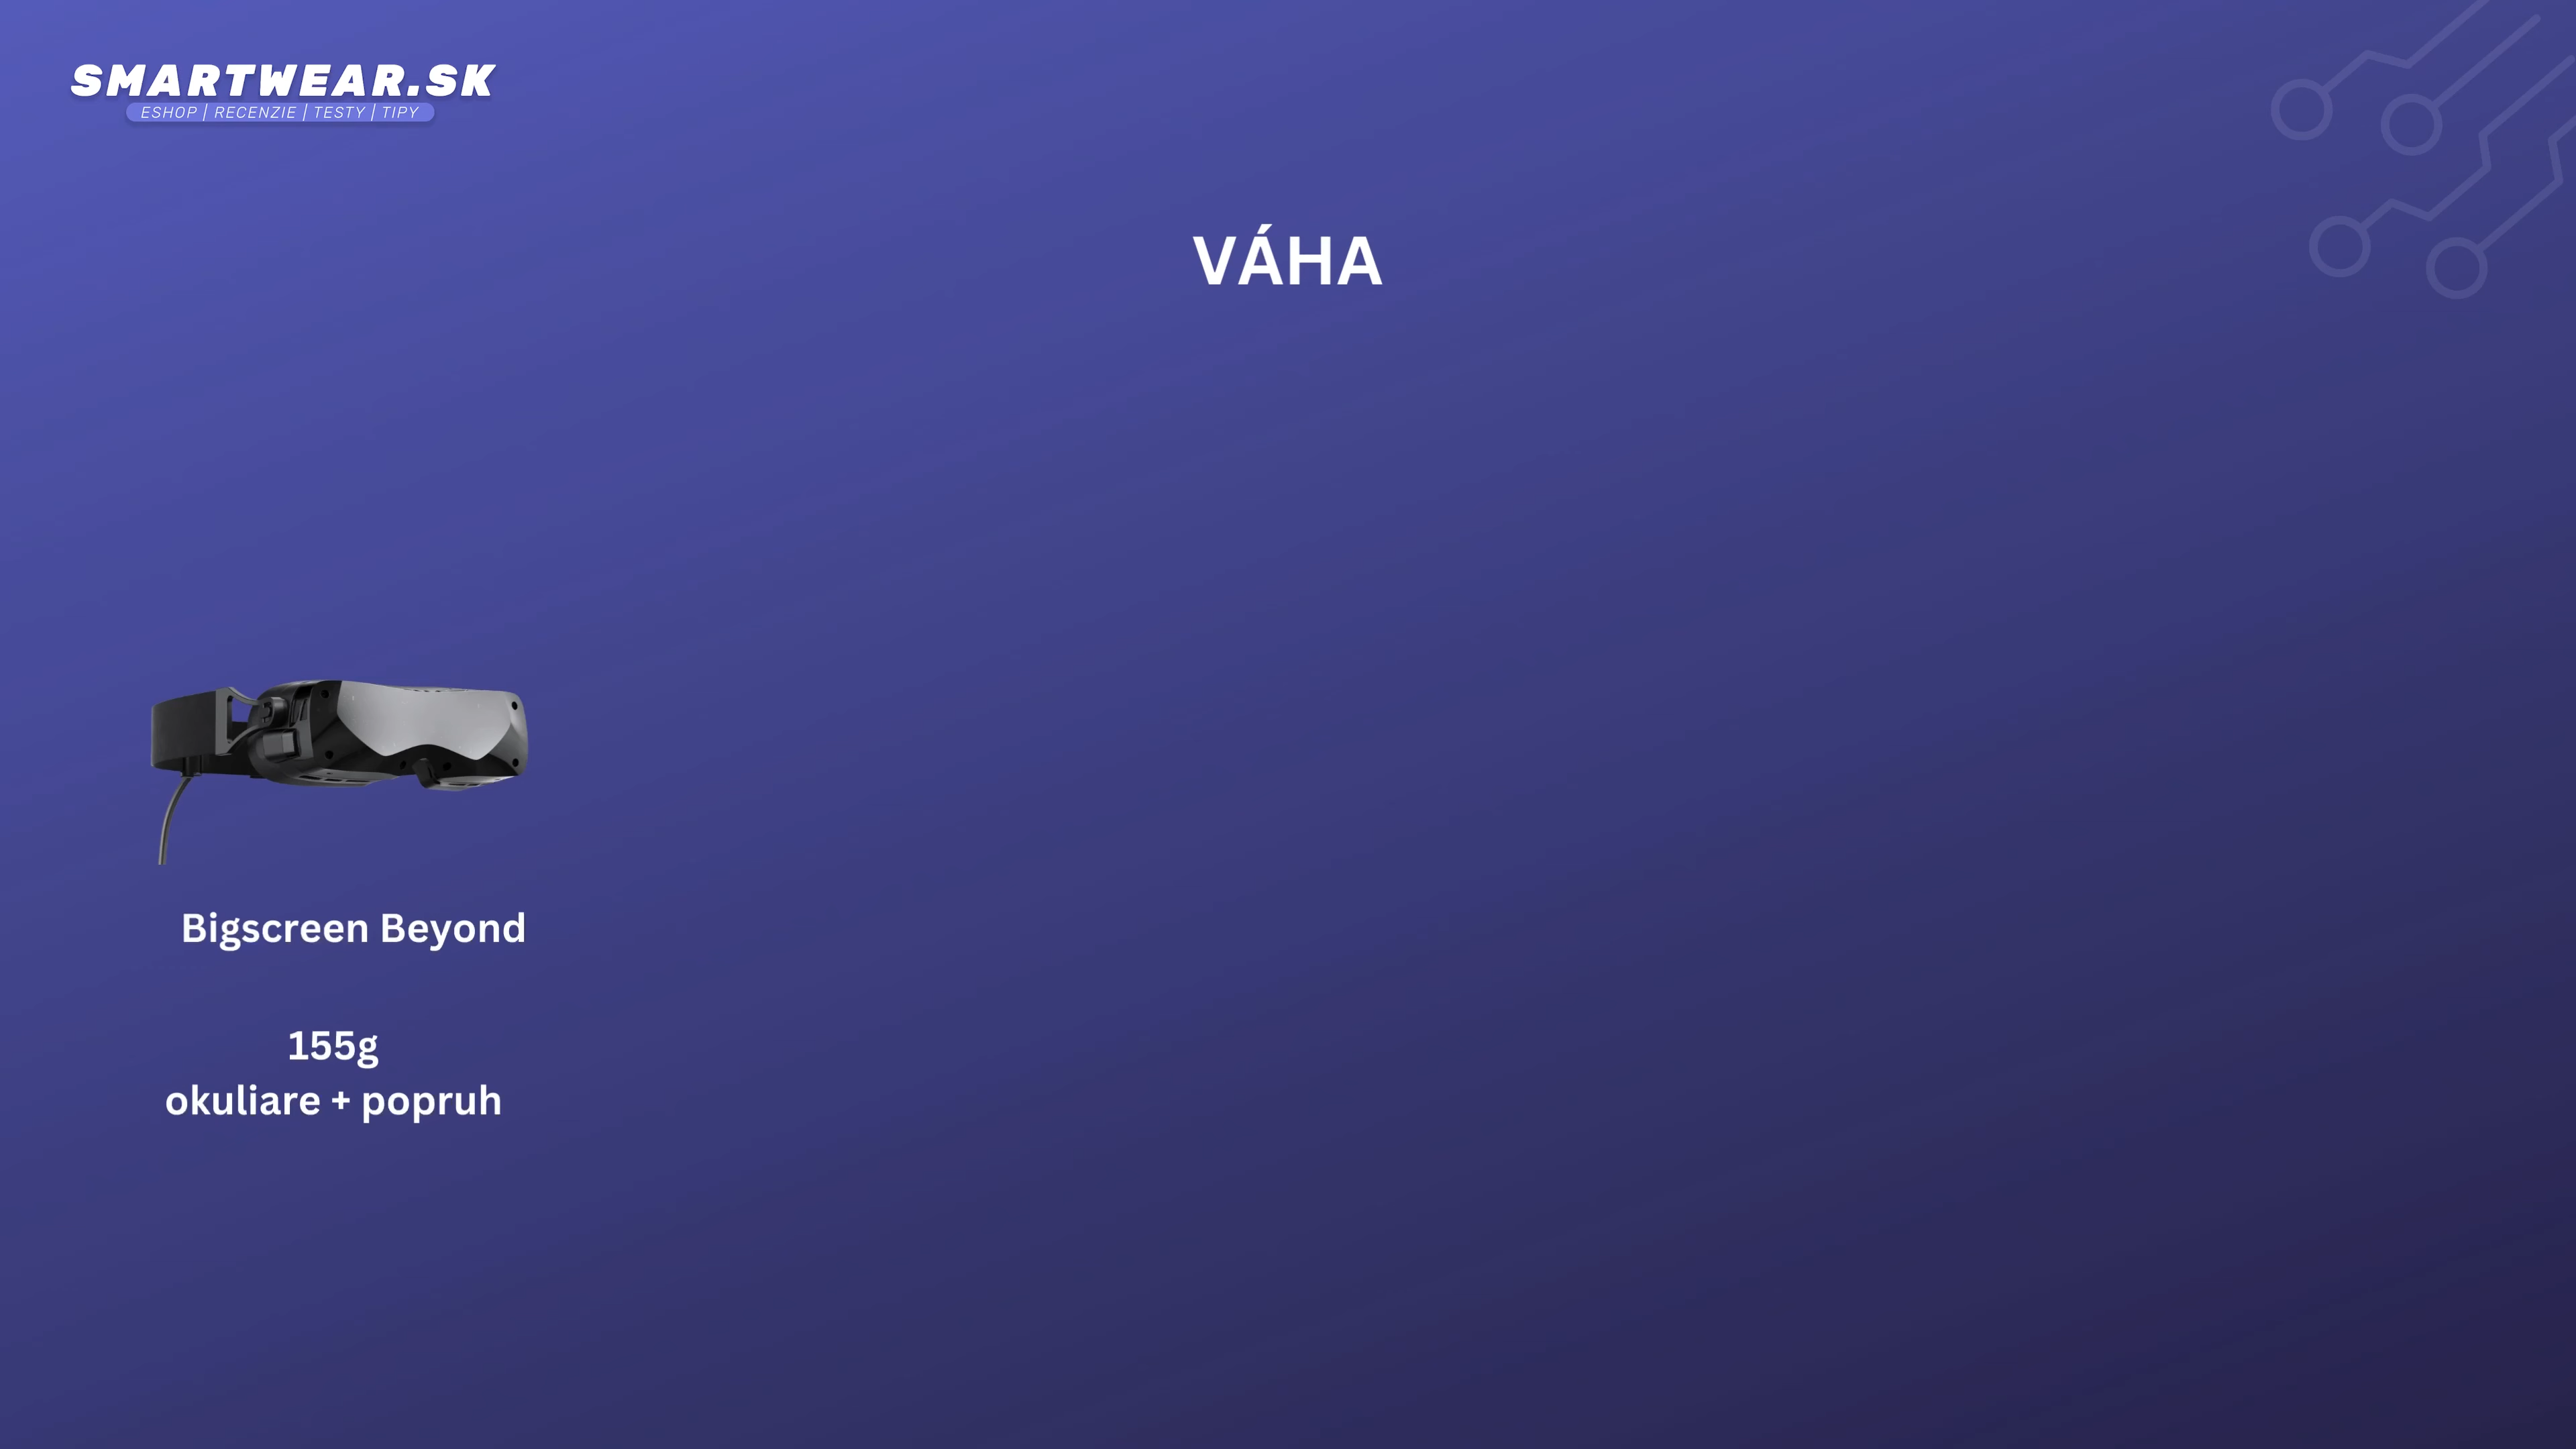 SMARTWEAR.SK
ESHOP | RECENZIE | TESTY | TIPY
VÁHA
Bigscreen Beyond
155g
okuliare + popruh